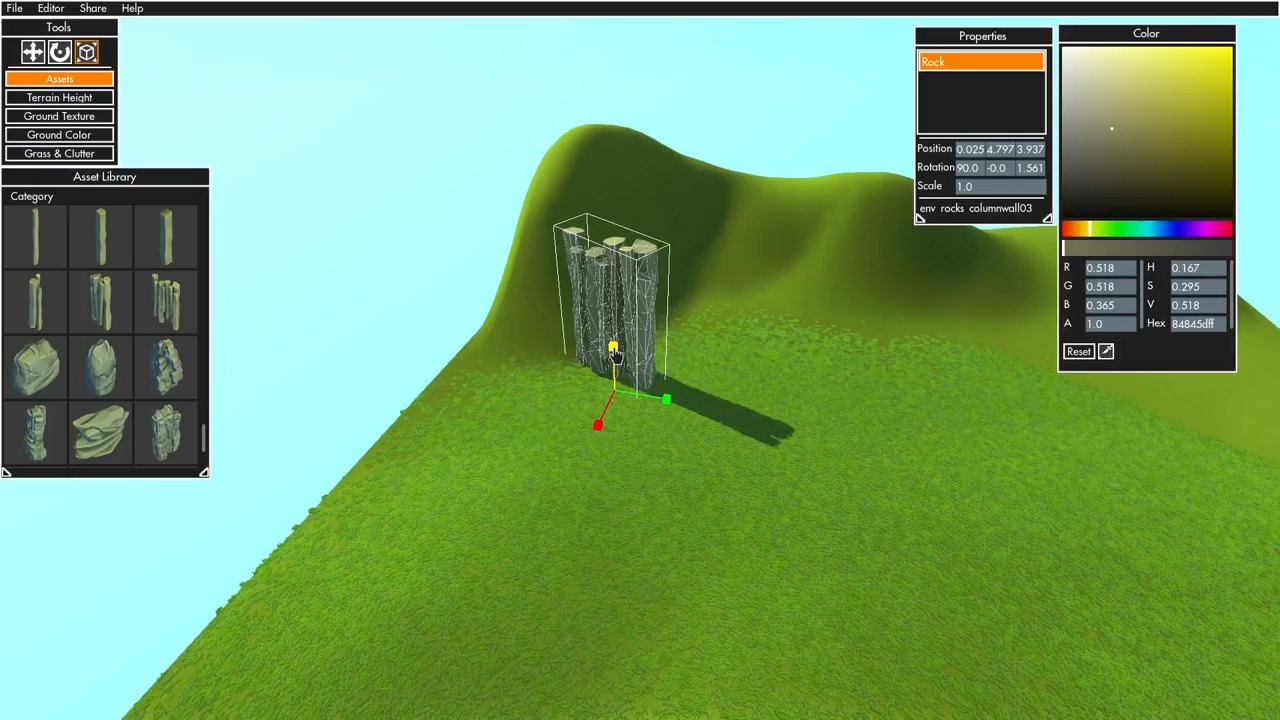 File Editor Share Help
Tools
Assets
Terrain Height
Ground Texture
Ground Color
Grass & Clutter
Asset Library
Category
Properties
Rock
Position 0.025 4.797 3.937
Rotation 90.0 -0.0 1.561
Scale 1.0
env rocks columnwall03
Color
R 0.518 H 0.167
G 0.518 S 0.295
B 0.365 V 0.518
A 1.0 Hex 84845dff
Reset